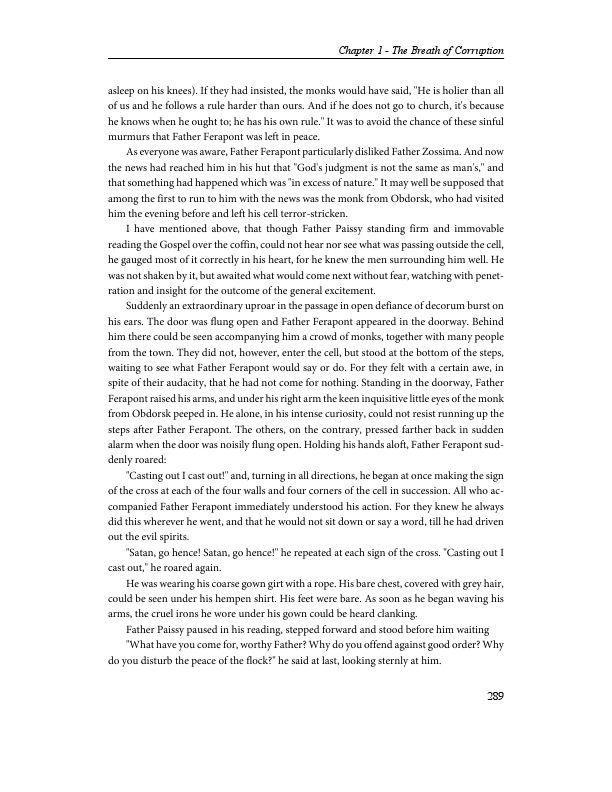 Chapter 1 - The Breath of Corruption
asleep on his knees). If they had insisted, the monks would have said, "He is holier than all
of us and he follows a rule harder than ours. And if he does not go to church, it's because
he knows when he ought to; he has his own rule." It was to avoid the chance of these sinful
murmurs that Father Ferapont was left in peace.
As everyone was aware, Father Ferapont particularly disliked Father Zossima. And now
the news had reached him in his hut that "God's judgment is not the same as man's," and
that something had happened which was "in excess of nature." It may well be supposed that
among the first to run to him with the news was the monk from Obdorsk, who had visited
him the evening before and left his cell terror-stricken.
I have mentioned above, that though Father Paissy standing firm and immovable
reading the Gospel over the coffin, could not hear nor see what was passing outside the cell,
he gauged most of it correctly in his heart, for he knew the men surrounding him well. He
was not shaken by it, but awaited what would come next without fear, watching with penet-
ration and insight for the outcome of the general excitement.
Suddenly an extraordinary uproar in the passage in open defiance of decorum burst on
his ears. The door was flung open and Father Ferapont appeared in the doorway. Behind
him there could be seen accompanying him a crowd of monks, together with many people
from the town. They did not, however, enter the cell, but stood at the bottom of the steps,
waiting to see what Father Ferapont would say or do. For they felt with a certain awe, in
spite of their audacity, that he had not come for nothing. Standing in the doorway, Father
Ferapont raised his arms, and under his right arm the keen inquisitive little eyes of the monk
from Obdorsk peeped in. He alone, in his intense curiosity, could not resist running up the
steps after Father Ferapont. The others, on the contrary, pressed farther back in sudden
alarm when the door was noisily flung open. Holding his hands aloft, Father Ferapont sud-
denly roared:
"Casting out I cast out!" and, turning in all directions, he began at once making the sign
of the cross at each of the four walls and four corners of the cell in succession. All who ac-
companied Father Ferapont immediately understood his action. For they knew he always
did this wherever he went, and that he would not sit down or say a word, till he had driven
out the evil spirits.
"Satan, go hence! Satan, go hence!" he repeated at each sign of the cross. "Casting out I
cast out," he roared again.
He was wearing his coarse gown girt with a rope. His bare chest, covered with grey hair,
could be seen under his hempen shirt. His feet were bare. As soon as he began waving his
arms, the cruel irons he wore under his gown could be heard clanking.
Father Paissy paused in his reading, stepped forward and stood before him waiting
"What have you come for, worthy Father? Why do you offend against good order? Why
do you disturb the peace of the flock?" he said at last, looking sternly at him.
289